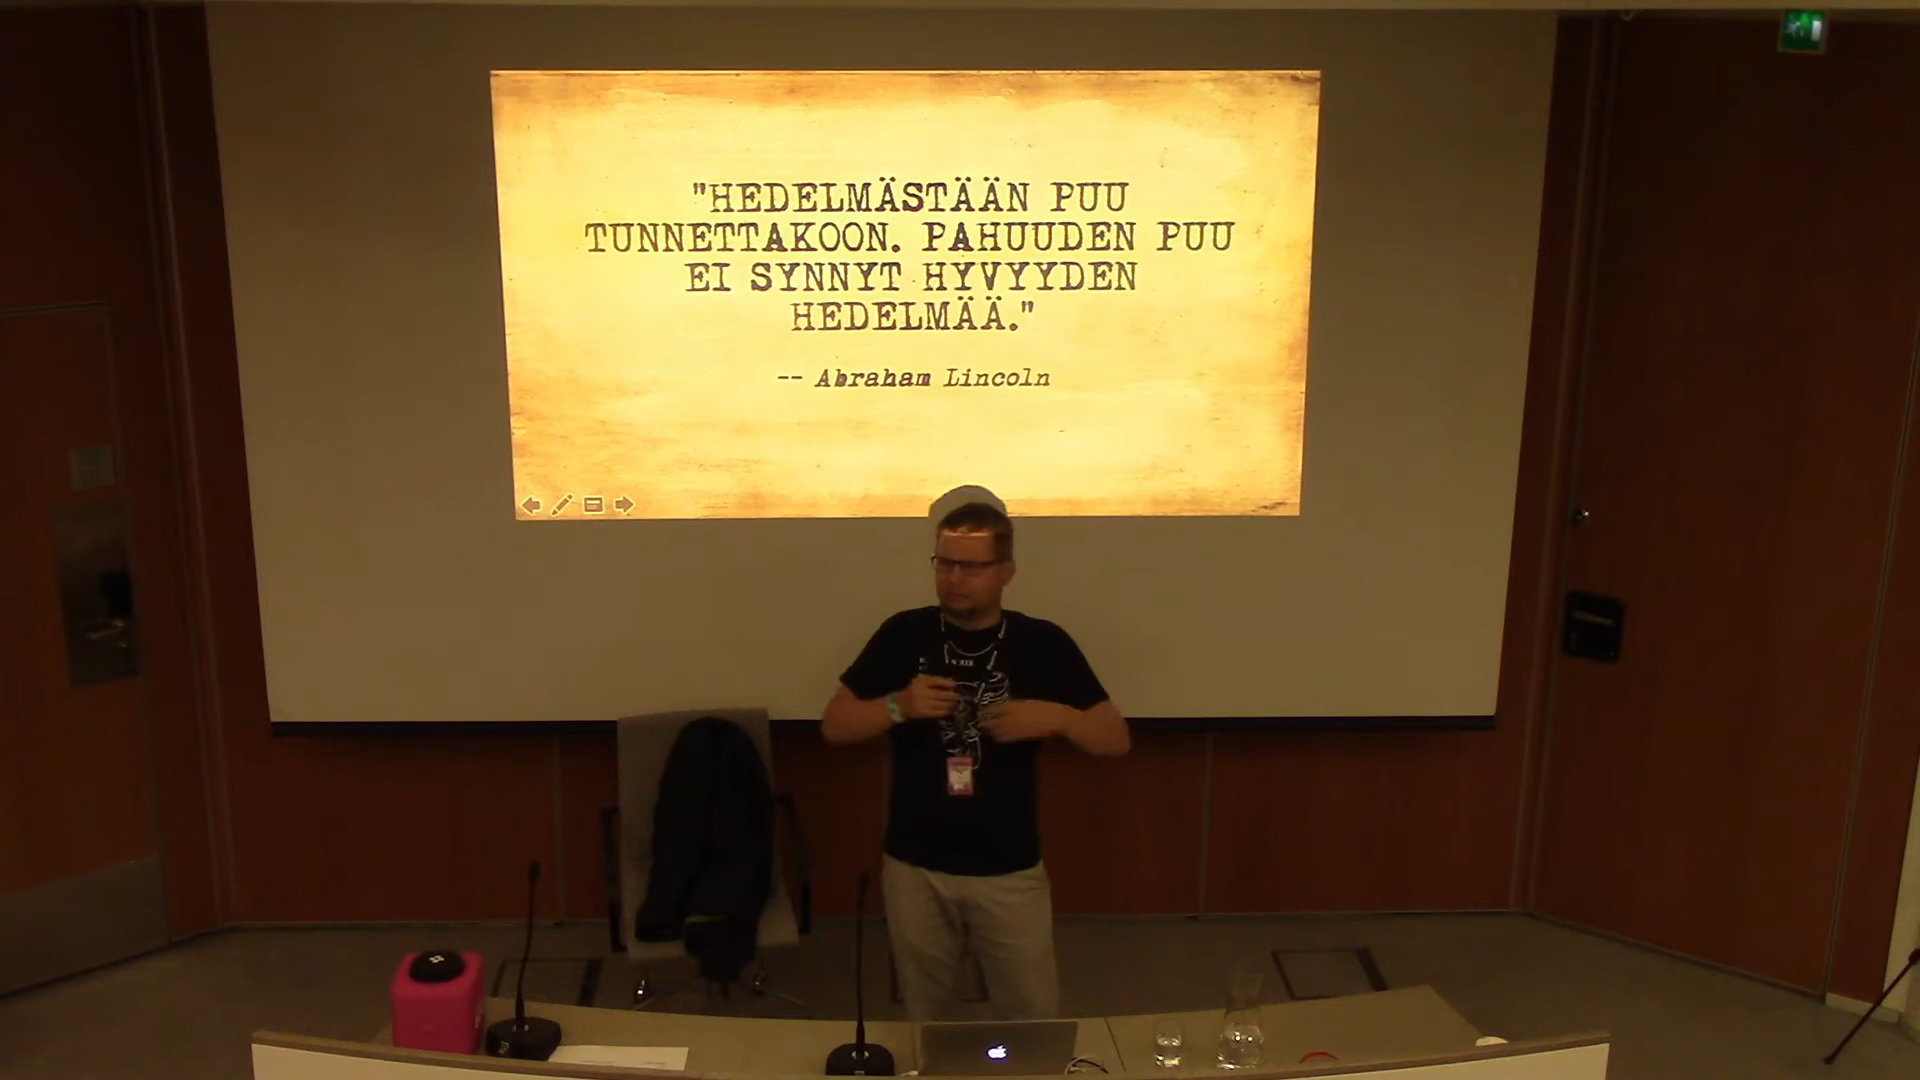 "HEDELMÄSTÄÄN PUU
TUNNETTAKOON. PAHUUDEN PUU
EI SYNNYT HYVYYDEN
HEDELMÄÄ."
-- Abraham Lincoln